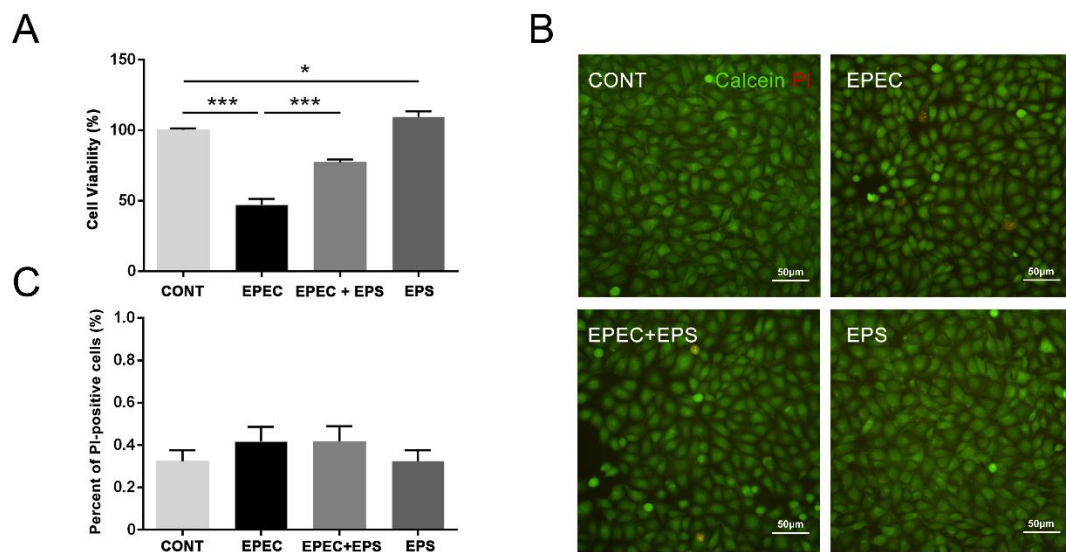 A
150
100
50
0
Cell Viability (%)
*
***
***
CONT
EPEC
EPEC + EPS
EPS
B
CONT
Calcein PI
50µm
EPEC
50µm
EPEC+EPS
50µm
EPS
50µm
C
1.0
0.8
0.6
0.4
0.2
0
Percent of PI-positive cells (%)
CONT
EPEC
EPEC+EPS
EPS